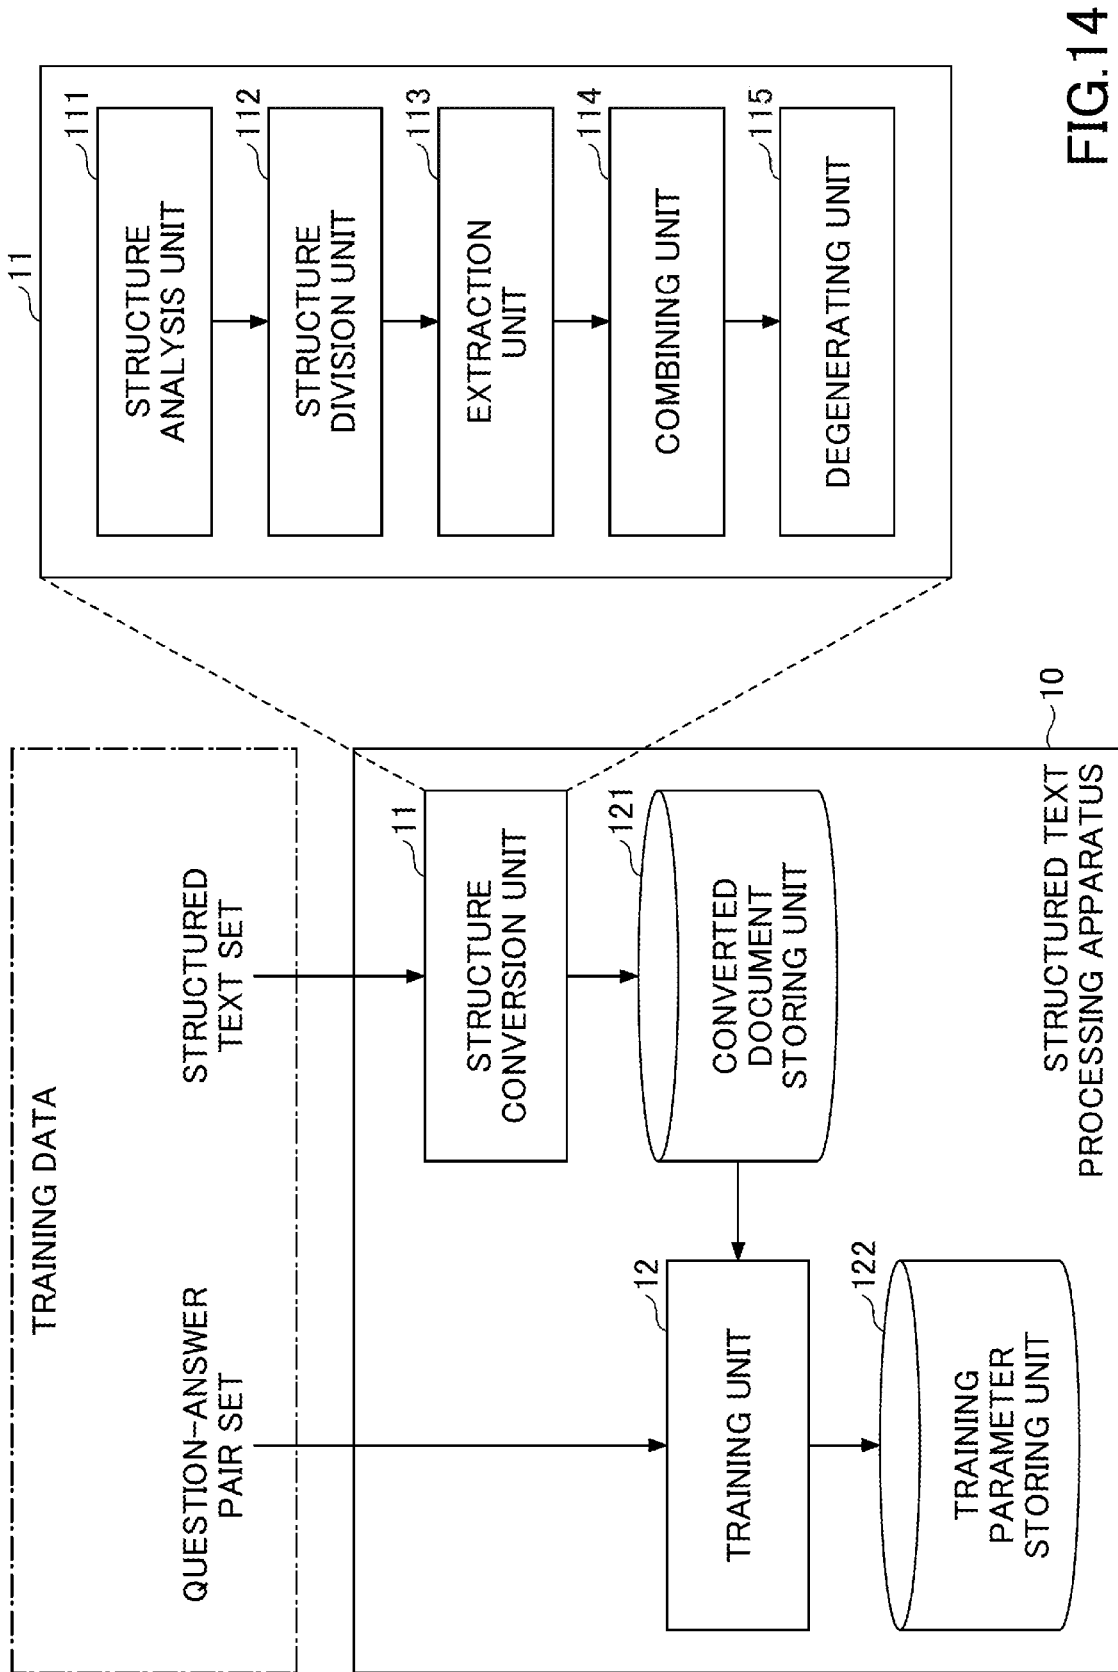 TRAINING DATA
QUESTION-ANSWER
PAIR SET
STRUCTURED
TEXT SET
11
STRUCTURE
CONVERSION UNIT
121
CONVERTED
DOCUMENT
STORING UNIT
12
TRAINING UNIT
122
TRAINING
PARAMETER
STORING UNIT
10
STRUCTURED TEXT
PROCESSING APPARATUS
11
111
STRUCTURE
ANALYSIS UNIT
112
STRUCTURE
DIVISION UNIT
113
EXTRACTION
UNIT
114
COMBINING UNIT
115
DEGENERATING UNIT
FIG.14